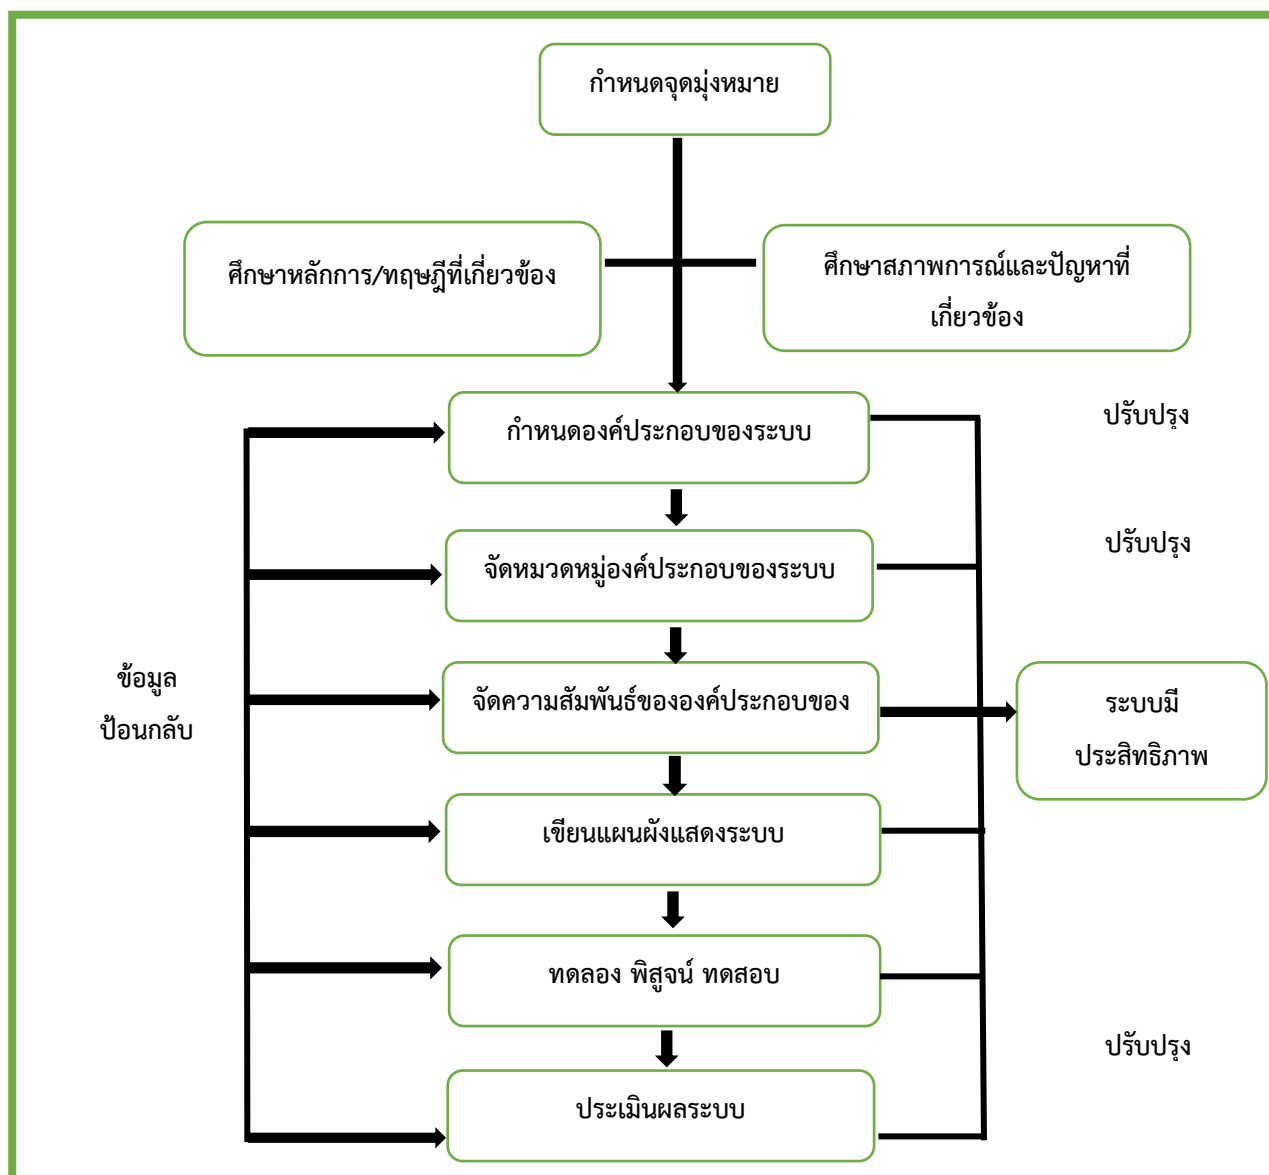 กำหนดจุดมุ่งหมาย
ศึกษาหลักการ/ทฤษฎีที่เกี่ยวข้อง
ศึกษาสภาพการณ์และปัญหาที่
เกี่ยวข้อง
กำหนดองค์ประกอบของระบบ
ปรับปรุง
จัดหมวดหมู่องค์ประกอบของระบบ
ปรับปรุง
ข้อมูล
ป้อนกลับ
จัดความสัมพันธ์ขององค์ประกอบของ
ระบบมี
ประสิทธิภาพ
เขียนแผนผังแสดงระบบ
ทดลอง พิสูจน์ ทดสอบ
ปรับปรุง
ประเมินผลระบบ